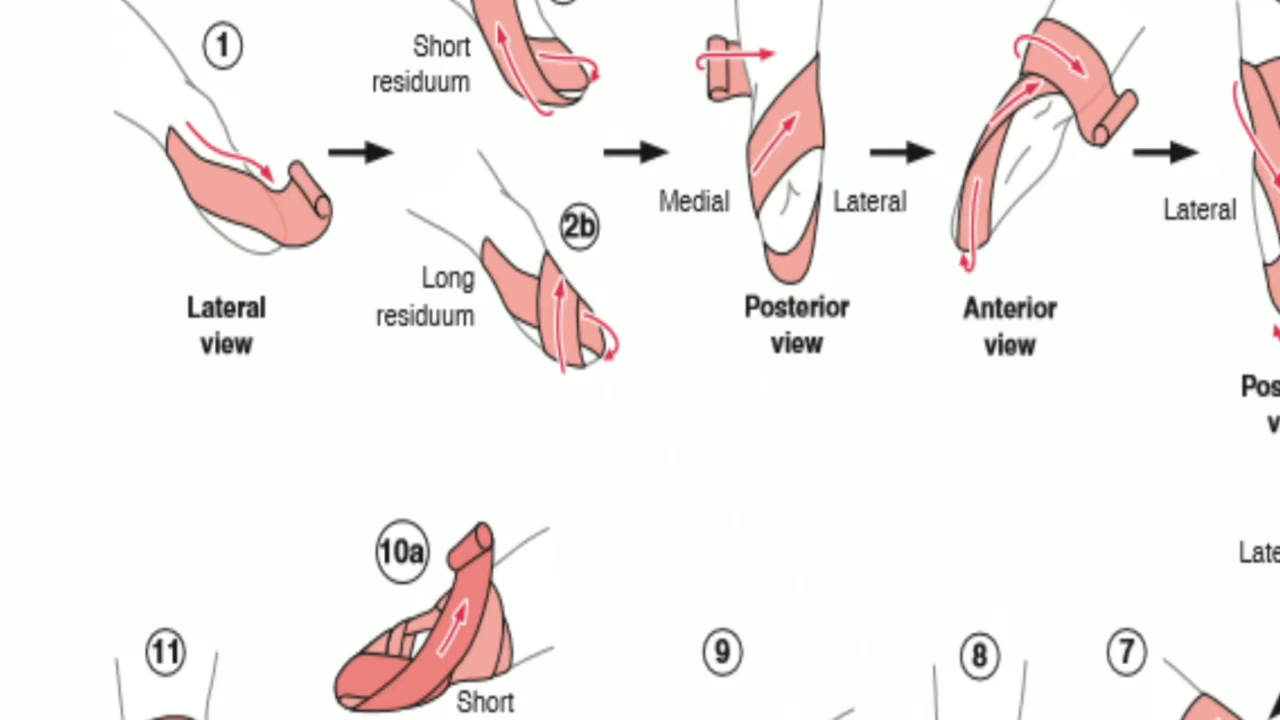 1
Short
residuum
2b
Long
residuum
Lateral
view
Medial
Lateral
Posterior
view
Anterior
view
Lateral
10a
Short
11
9
8
7